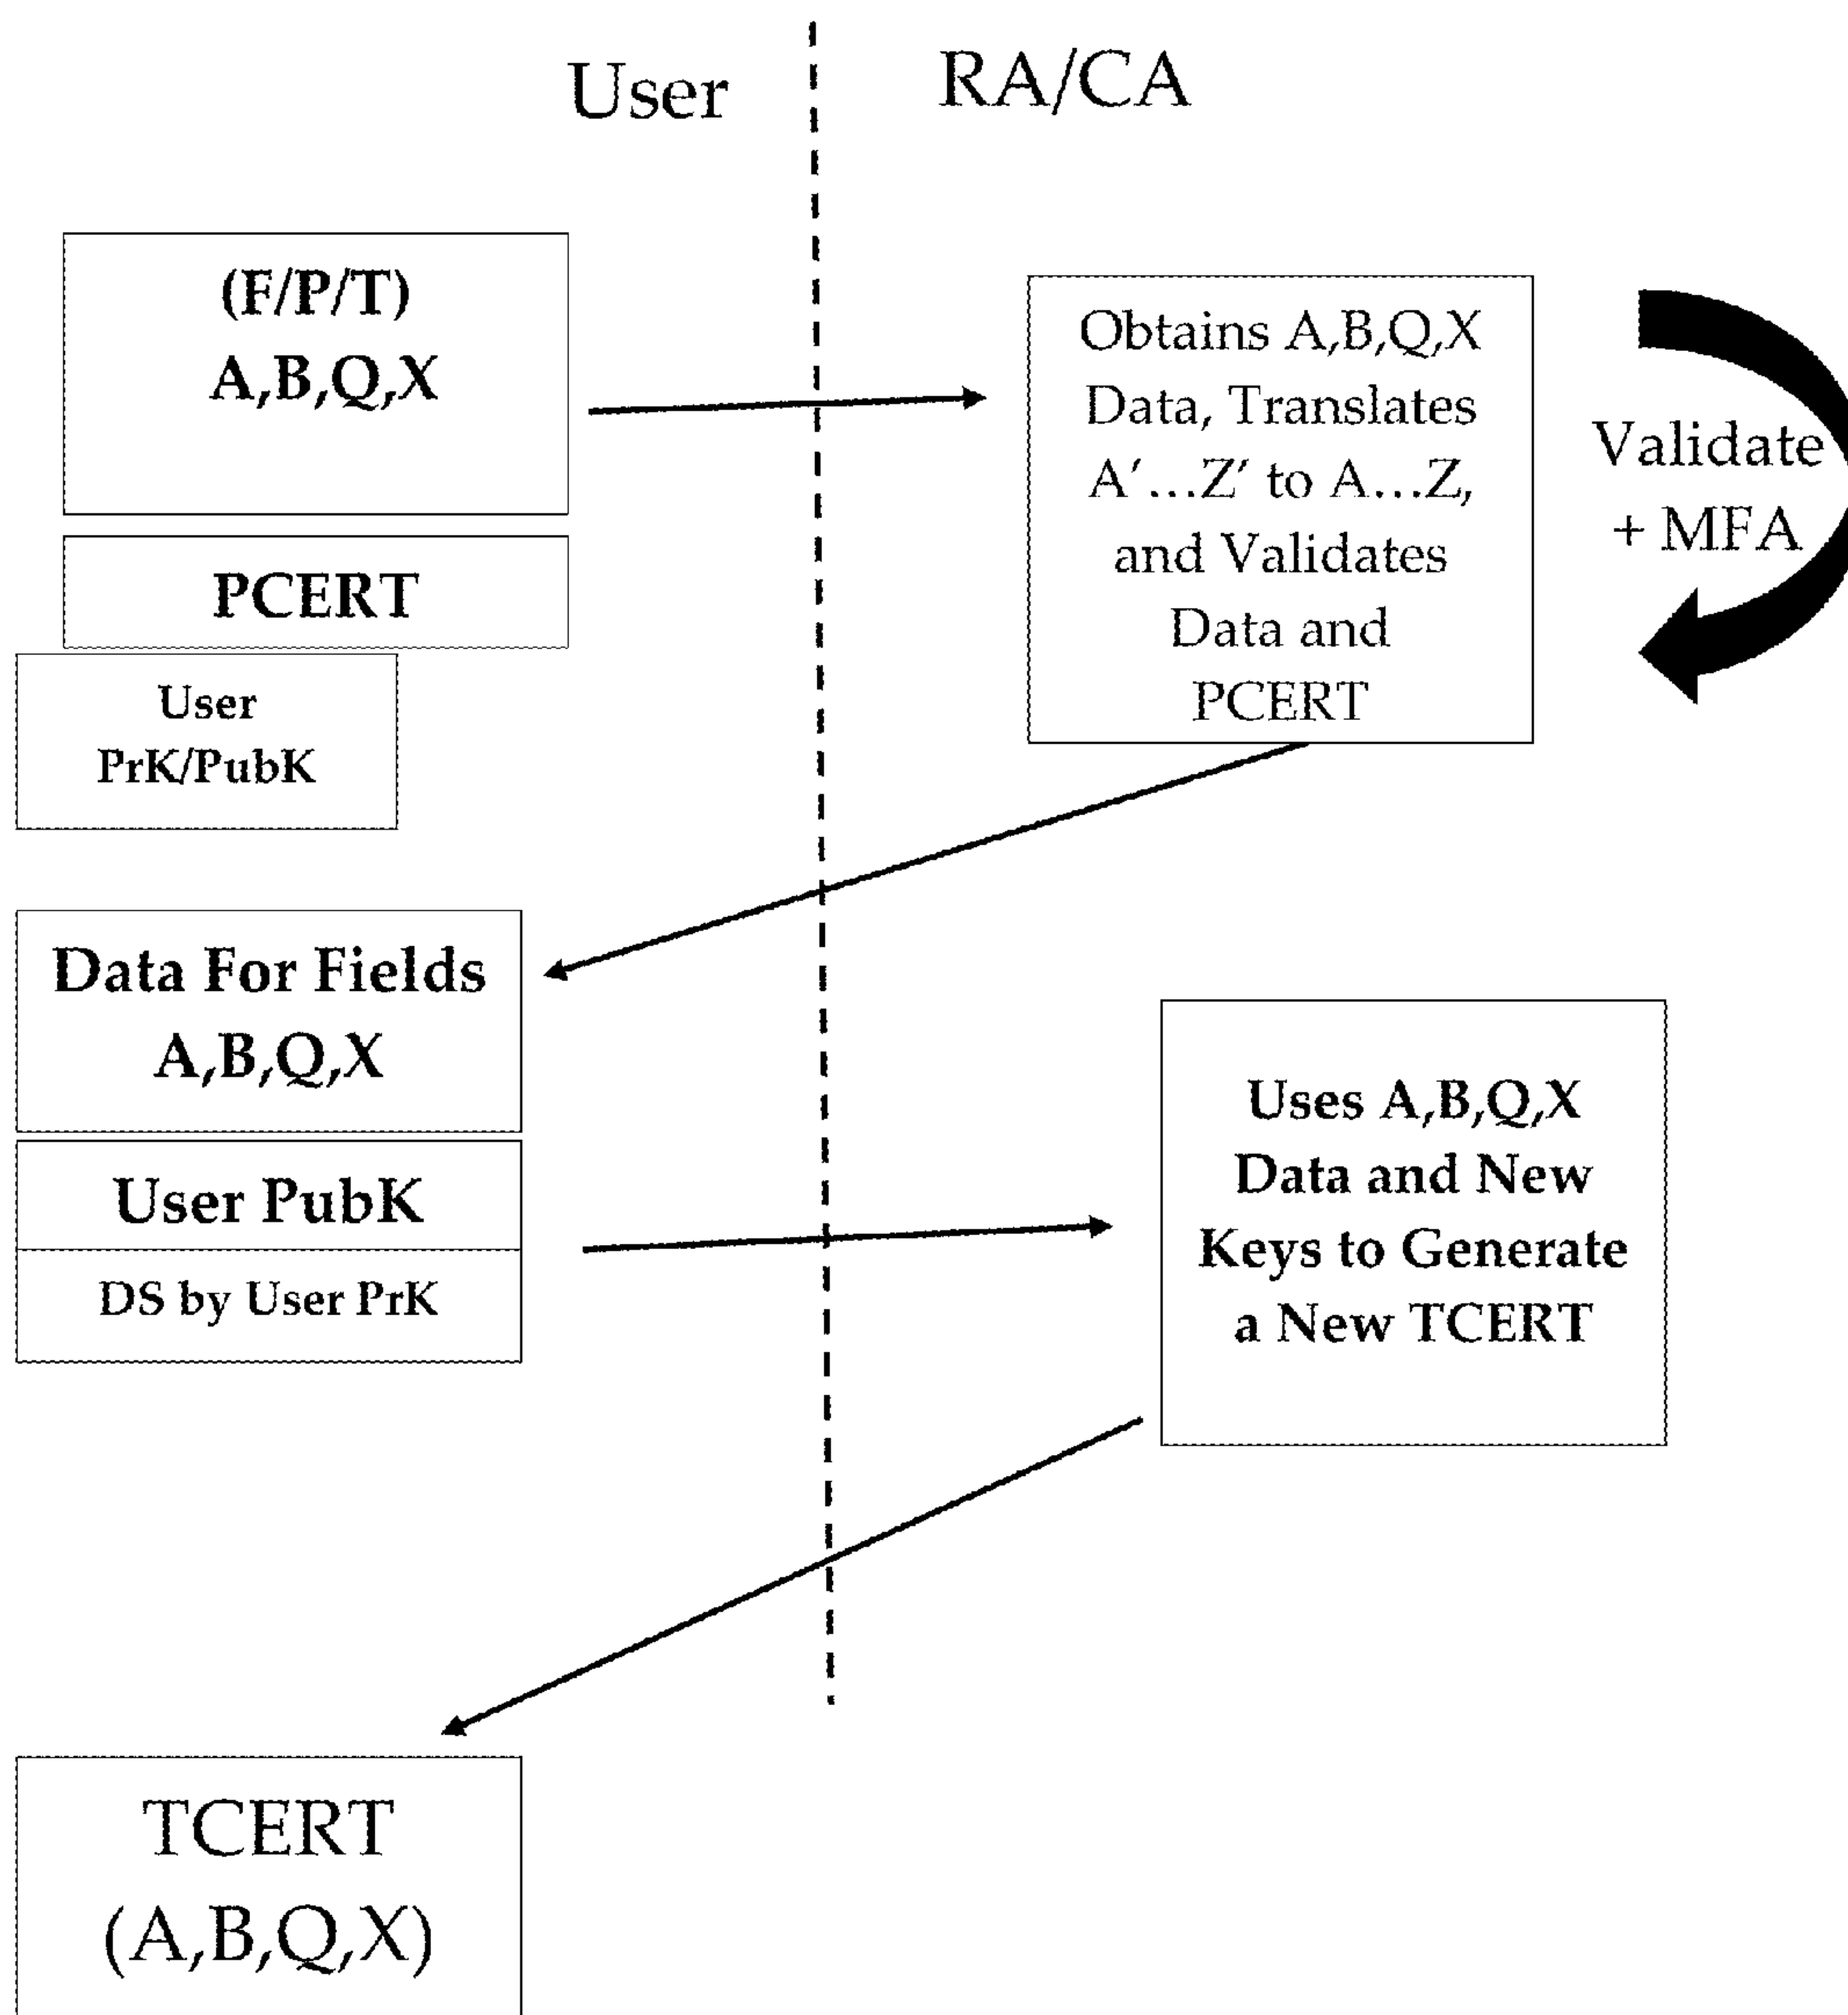 User
RA/CA
(F/P/T)
A,B,Q,X
PCERT
User
PrK/PubK
Obtains A,B,Q,X
Data, Translates
A′...Z′ to A...Z,
and Validates
Data and
PCERT
Validate
+ MFA
Data For Fields
A,B,Q,X
User PubK
DS by User PrK
Uses A,B,Q,X
Data and New
Keys to Generate
a New TCERT
TCERT
(A,B,Q,X)